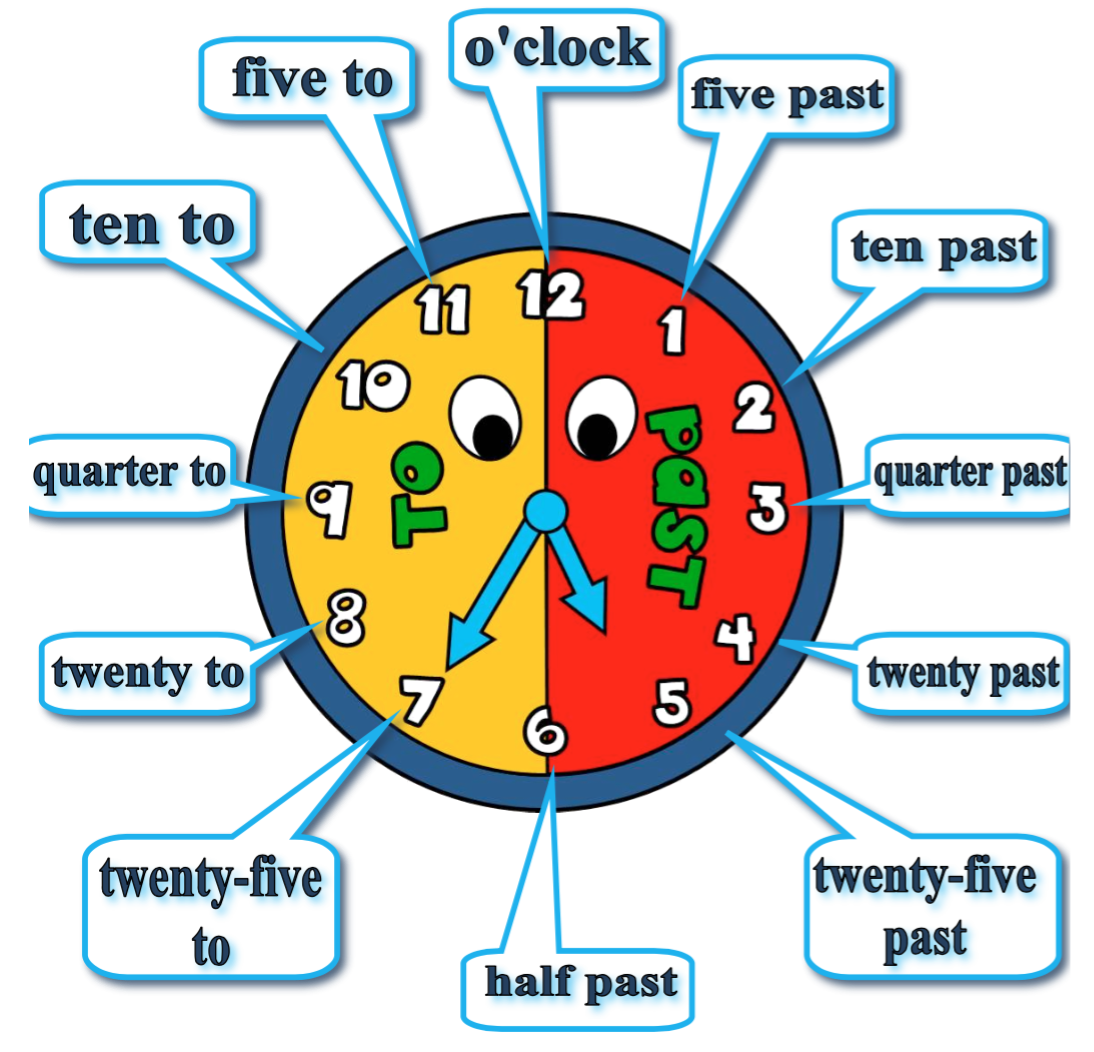 o'clock
five to
five past
ten to
ten past
11
12
1
10
2
TO
past
quarter to
quarter past
9
3
8
4
twenty to
twenty past
7
5
6
twenty-five
to
twenty-five
past
half past